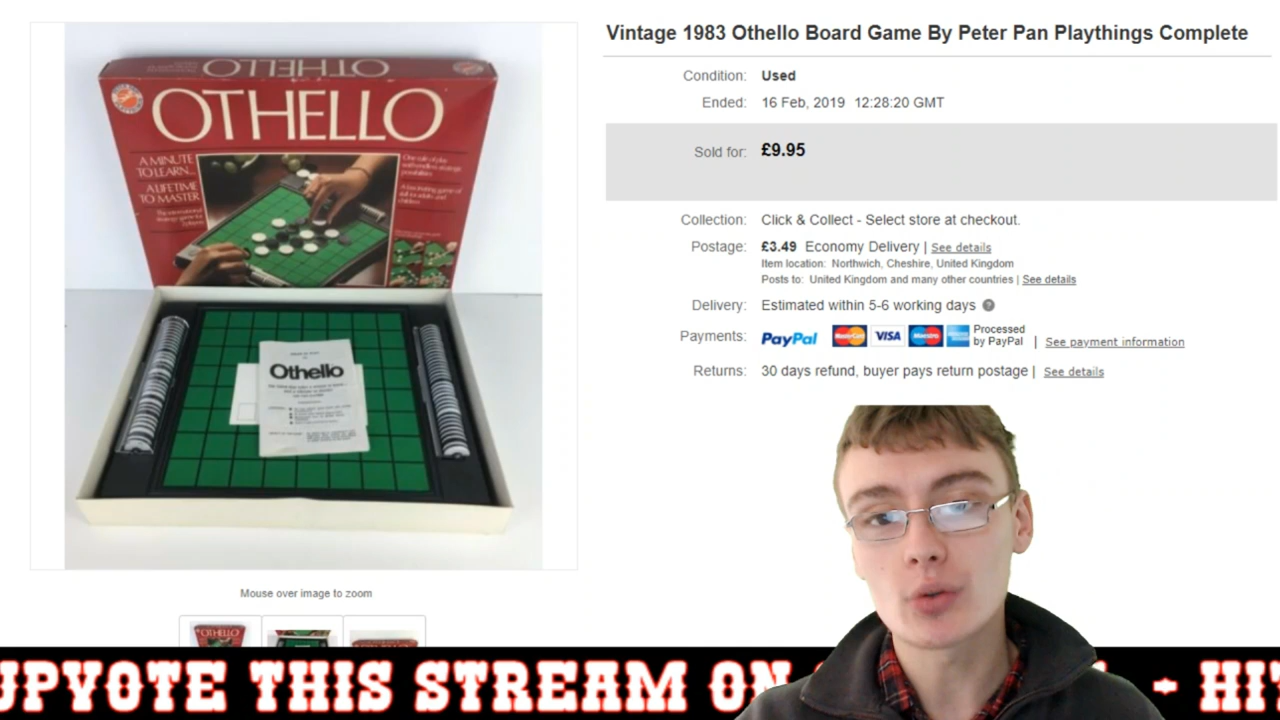 Vintage 1983 Othello Board Game By Peter Pan Playthings Complete
Condition: Used
Ended: 16 Feb, 2019 12:28:20 GMT
Sold for: £9.95
Collection: Click & Collect - Select store at checkout.
Postage: £3.49 Economy Delivery | See details
Item location: Northwich, Cheshire, United Kingdom
Posts to: United Kingdom and many other countries | See details
Delivery: Estimated within 5-6 working days
Payments: PayPal MasterCard VISA Maestro Processed by PayPal | See payment information
Returns: 30 days refund, buyer pays return postage | See details
OTHELLO
OTHELLO
A MINUTE
TO LEARN...
A LIFETIME
TO MASTER
Othello
Mouse over image to zoom
OTHELLO
UPVOTE THIS STREAM ON - HIT